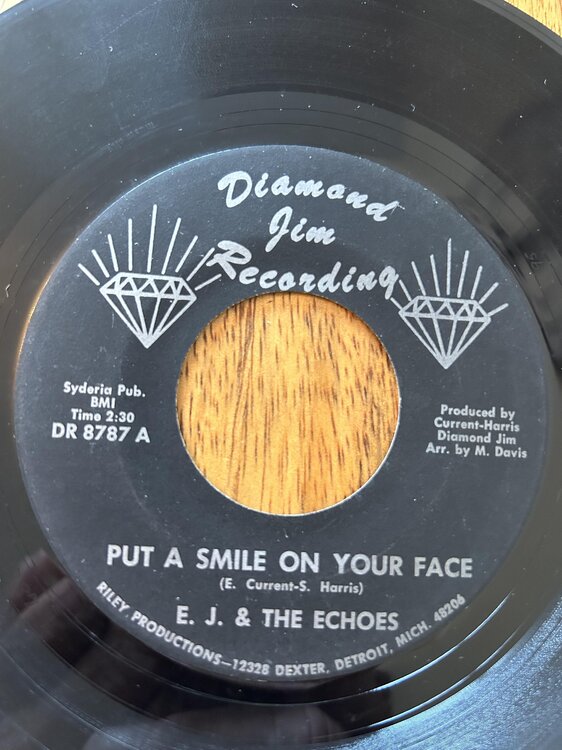 Diamond
Jim
Recording
Syderia Pub.
BMI
Time 2:30
DR 8787 A
Produced by
Current-Harris
Diamond Jim
Arr. by M. Davis
PUT A SMILE ON YOUR FACE
(E. Current-S. Harris)
E. J. & THE ECHOES
RILEY PRODUCTIONS—12328 DEXTER, DETROIT, MICH. 48206